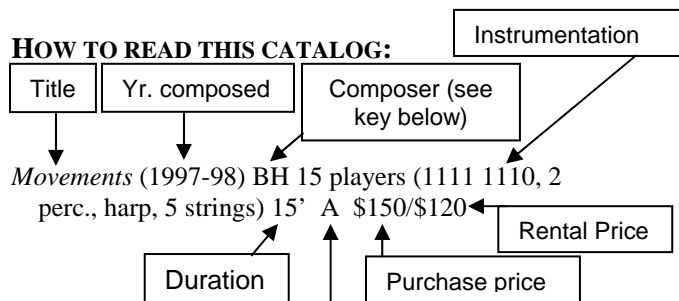 HOW TO READ THIS CATALOG:
Instrumentation
Title
Yr. composed
Composer (see
key below)
Movements (1997-98) BH 15 players (1111 1110, 2
perc., harp, 5 strings) 15’ A $150/$120
Rental Price
Duration
Purchase price